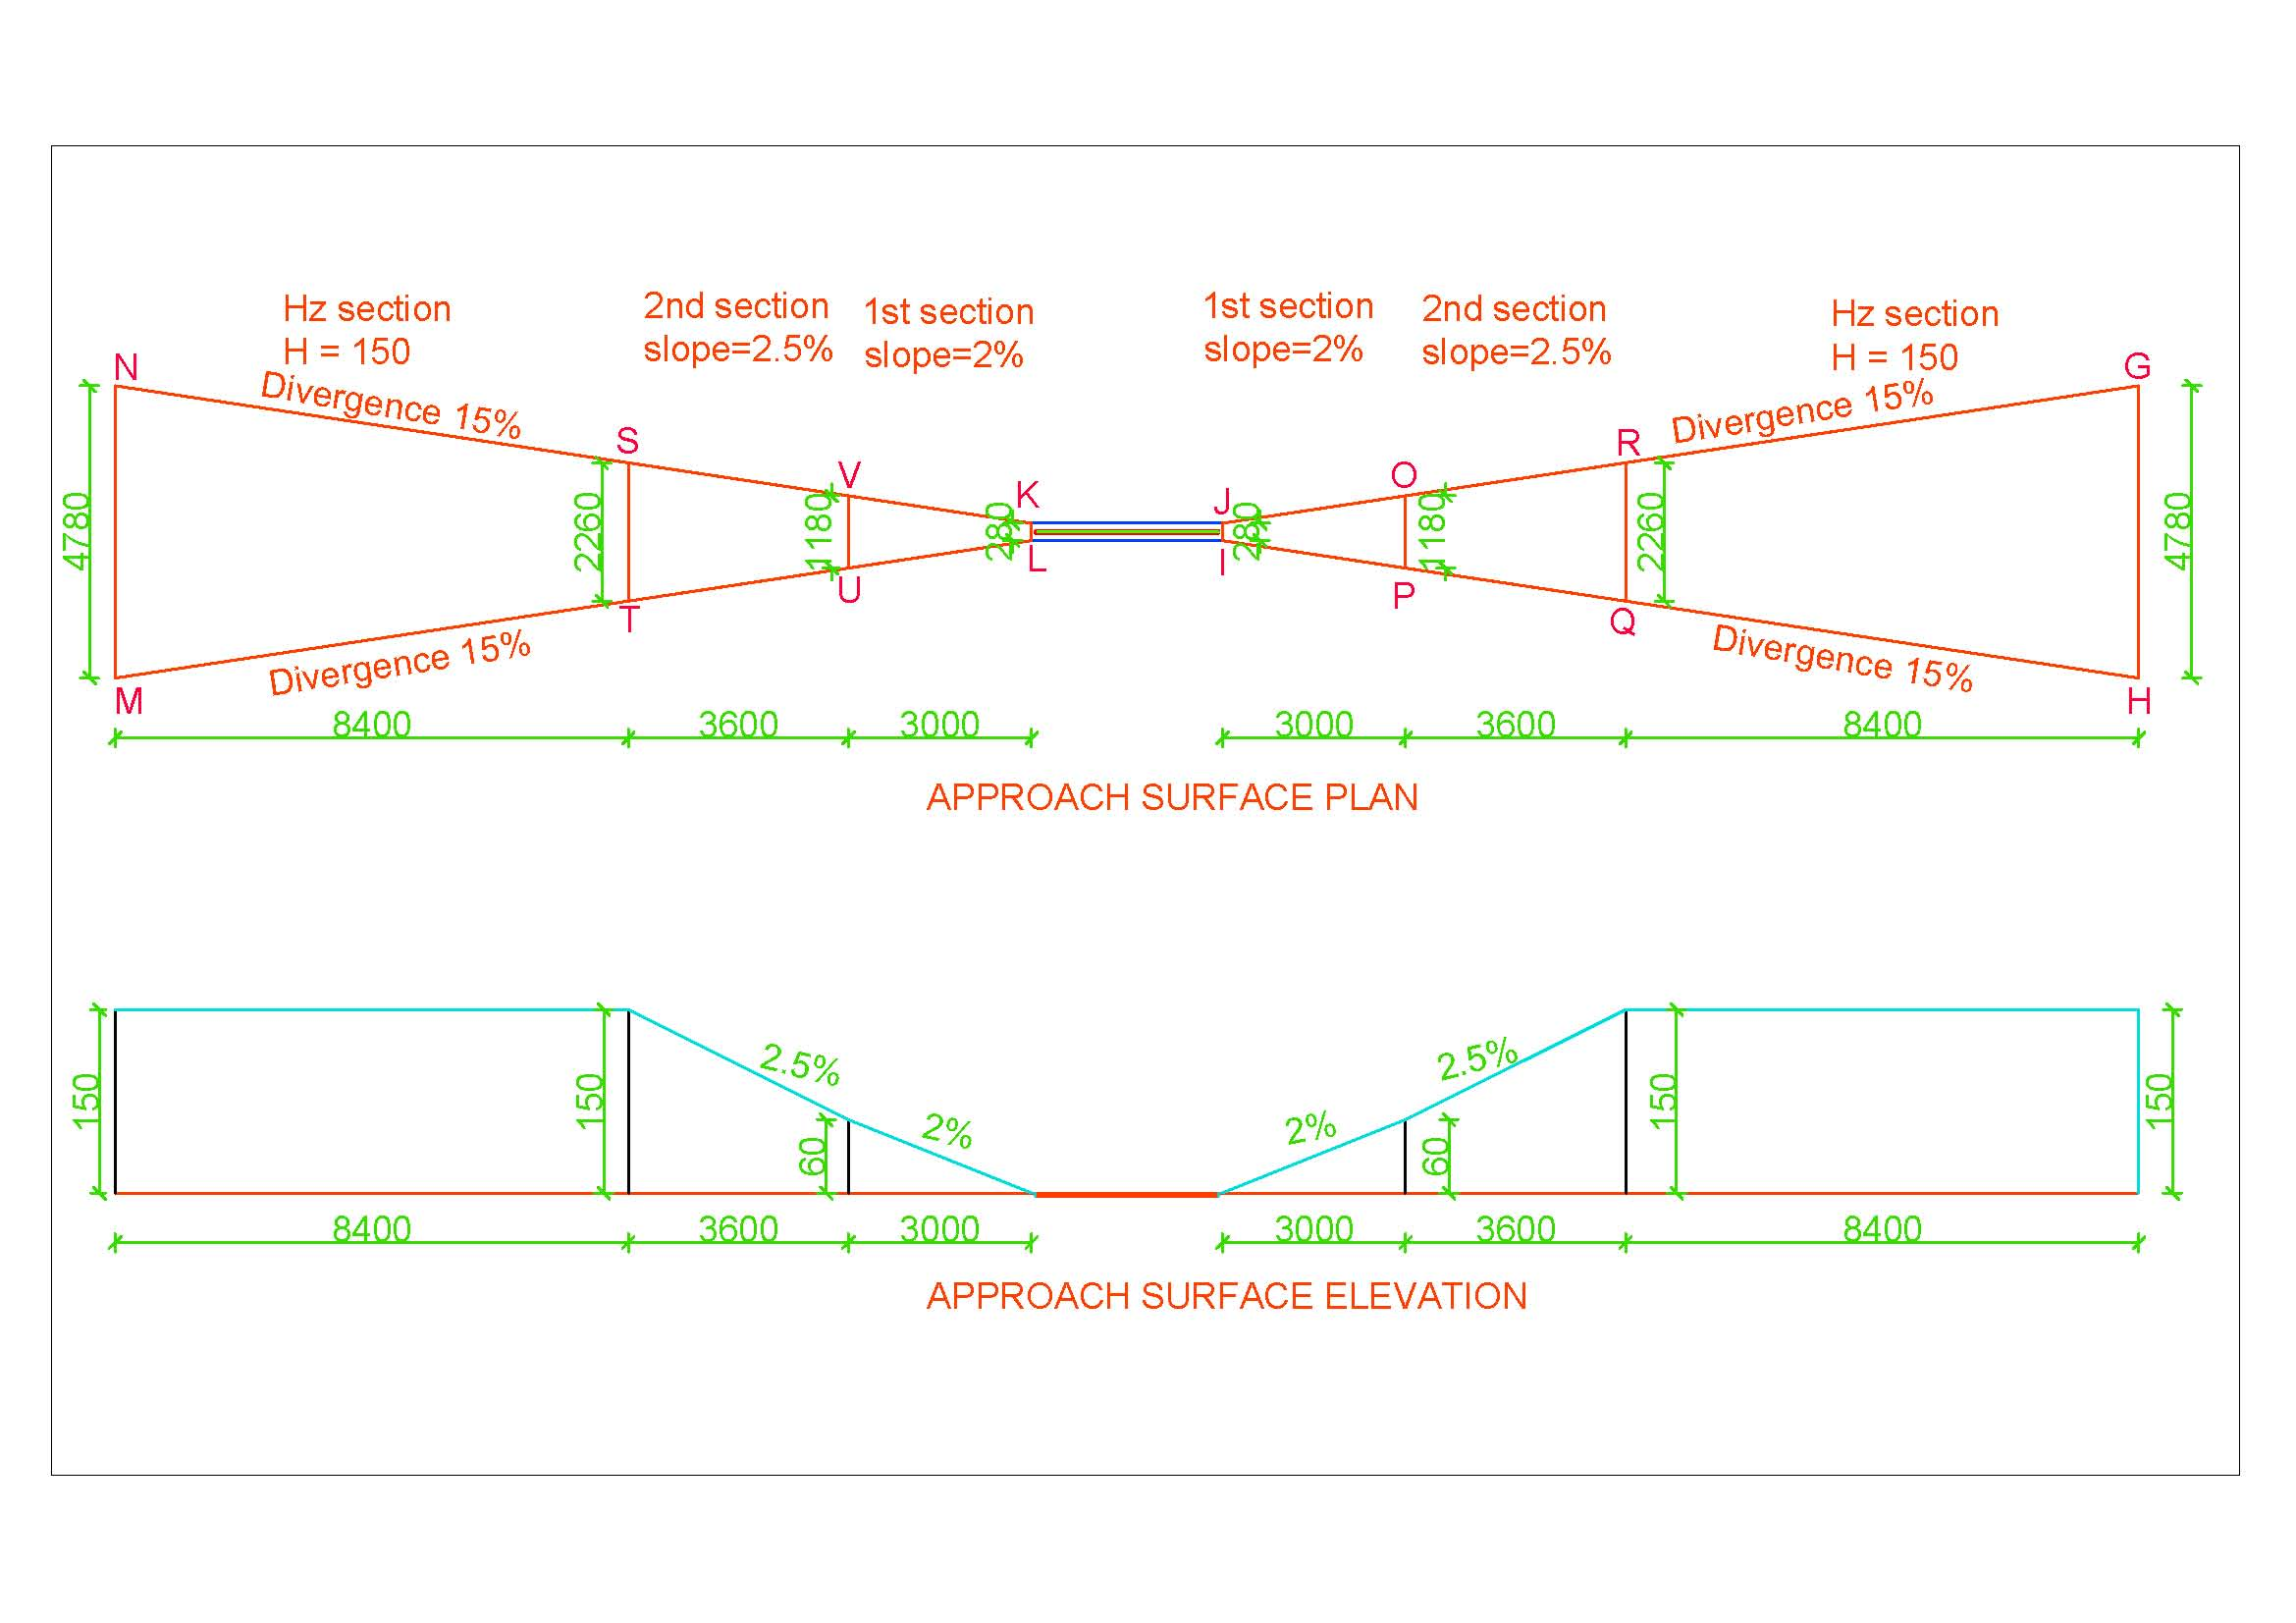 Hz section
H = 150
2nd section
slope=2.5%
1st section
slope=2%
1st section
slope=2%
2nd section
slope=2.5%
Hz section
H = 150
N
Divergence 15%
S
V
K
J
O
R
Divergence 15%
G
4780
2260
1180
280
280
1180
2260
4780
M
Divergence 15%
T
U
L
I
P
Q
Divergence 15%
H
8400
3600
3000
3000
3600
8400
APPROACH SURFACE PLAN
150
150
2.5%
60
2%
2%
60
2.5%
150
150
8400
3600
3000
3000
3600
8400
APPROACH SURFACE ELEVATION